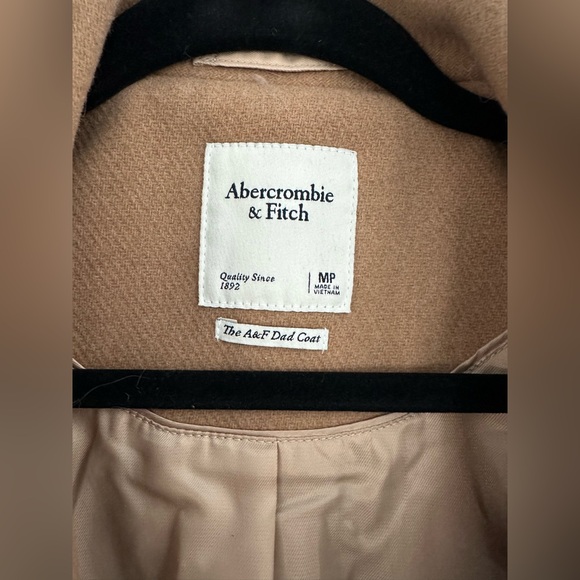 Abercrombie
& Fitch
Quality Since
1892
MP
MADE IN
VIETNAM
The A&F Dad Coat